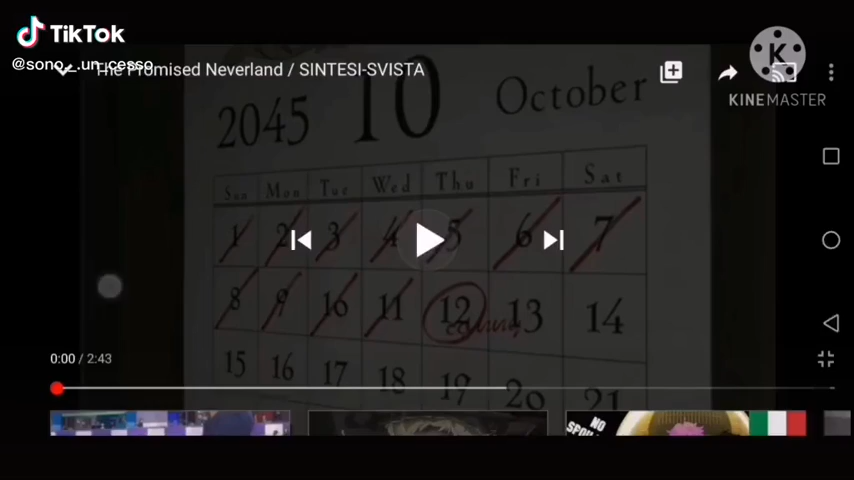 TikTok
@sono_.un_cesso
The Promised Neverland / SINTESI-SVISTA
K
KINEMASTER
2045 10 October
Sun Mon Tue Wed Thu Fri Sat
1 2 3 4 5 6 7
8 9 10 11 12 13 14
15 16 17 18 19 20 21
0:00 / 2:43
NO
SPOIL